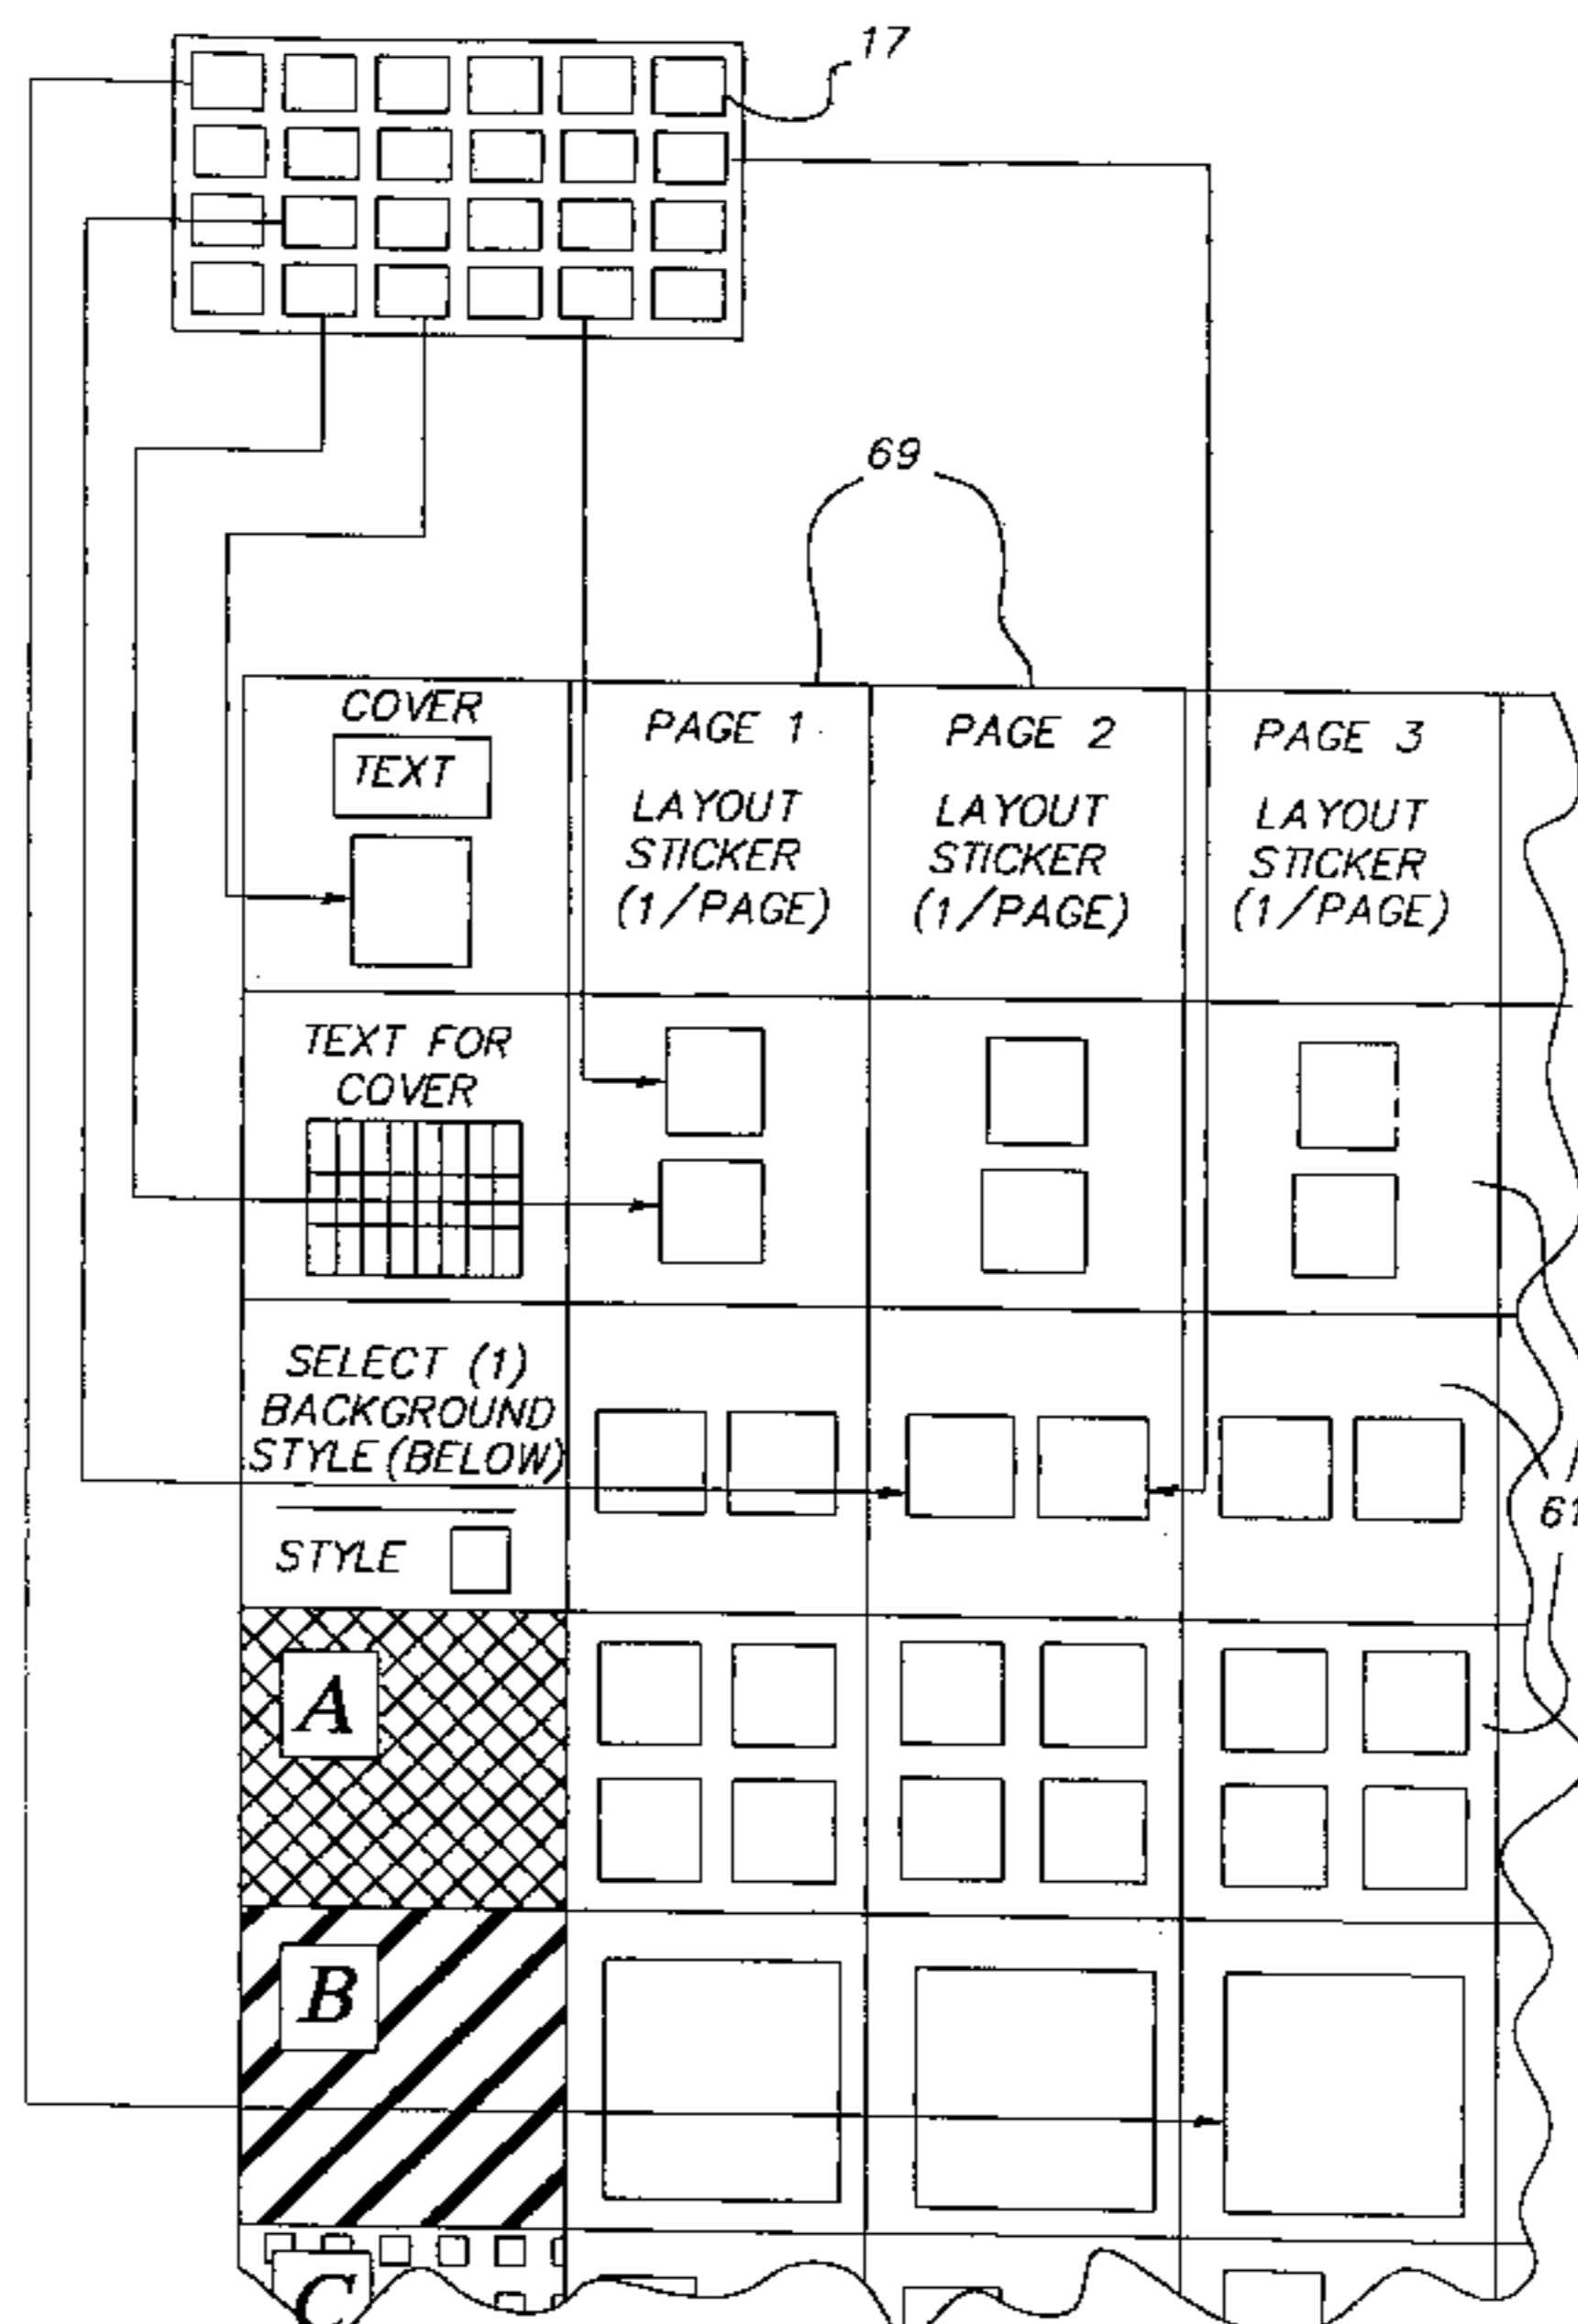 17
69
COVER
TEXT
PAGE 1
LAYOUT
STICKER
(1/PAGE)
PAGE 2
LAYOUT
STICKER
(1/PAGE)
PAGE 3
LAYOUT
STICKER
(1/PAGE)
TEXT FOR
COVER
SELECT (1)
BACKGROUND
STYLE (BELOW)
STYLE
61
A
B
C